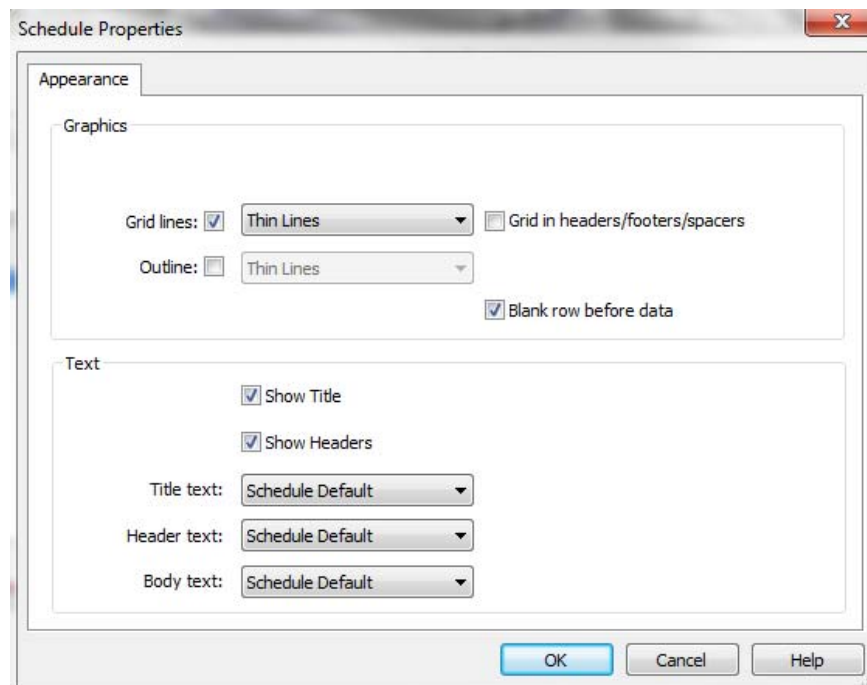 Schedule Properties
Appearance
Graphics
Grid lines: Thin Lines Grid in headers/footers/spacers
Outline: Thin Lines
Blank row before data
Text
Show Title
Show Headers
Title text: Schedule Default
Header text: Schedule Default
Body text: Schedule Default
OK Cancel Help